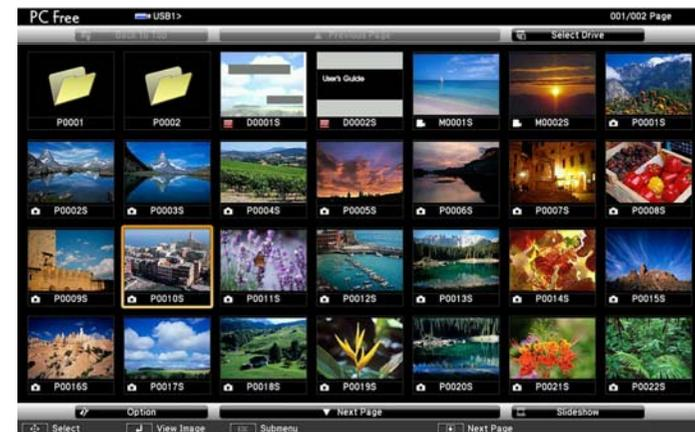 PC Free USB1> 001/002 Page
Back to Top Previous Page Select Drive
User's Guide
P0001 P0002 D0001S D0002S M0001S M0002S P0001S
P0002S P0003S P0004S P0005S P0006S P0007S P0008S
P0009S P0010S P0011S P0012S P0013S P0014S P0015S
P0016S P0017S P0018S P0019S P0020S P0021S P0022S
Option Next Page Slideshow
Select View Image Esc Submenu Next Page